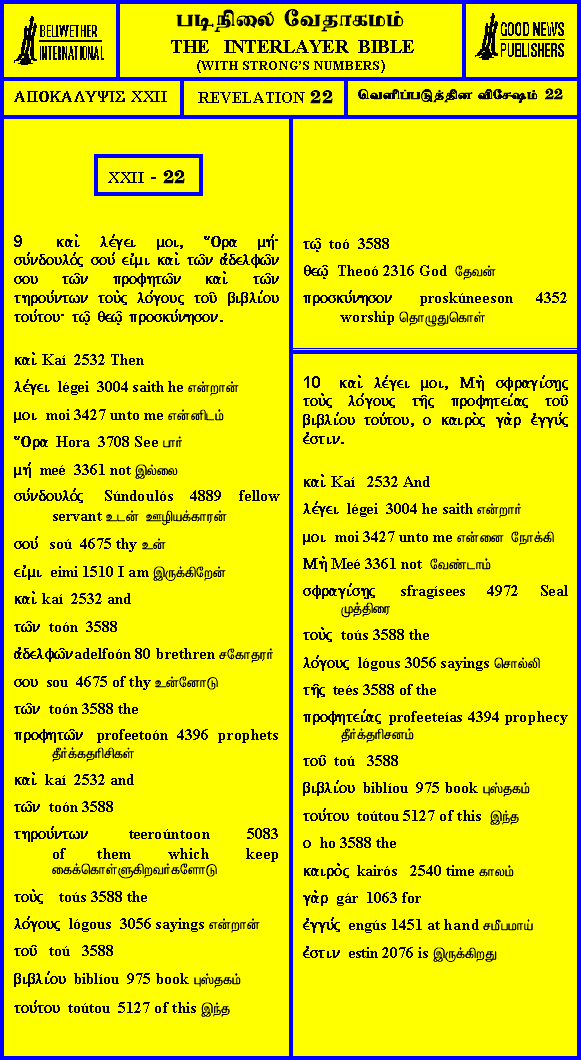 BELLWETHER
INTERNATIONAL
படிநிலை வேதாகமம்
THE INTERLAYER BIBLE
(WITH STRONG'S NUMBERS)
GOOD NEWS
PUBLISHERS
ΑΠΟΚΑΛΥΨΙΣ XXII
REVELATION 22
வெளிப்படுத்தின விசேஷம் 22
XXII - 22
9 καὶ λέγει μοι, Ὅρα μή·
σύνδουλός σού εἰμι καὶ τῶν ἀδελφῶν
σου τῶν προφητῶν καὶ τῶν
τηρούντων τοὺς λόγους τοῦ βιβλίου
τούτου· τῷ θεῷ προσκύνησον.
καὶ Kaí 2532 Then
λέγει légei 3004 saith he என்றான்
μοι moi 3427 unto me என்னிடம்
Ὅρα Hora 3708 See பார்
μή meé 3361 not இல்லை
σύνδουλός Súndoulós 4889 fellow
servant உடன் ஊழியக்காரன்
σού soú 4675 thy உன்
εἰμι eimi 1510 I am இருக்கிறேன்
καὶ kaí 2532 and
τῶν toón 3588
ἀδελφῶν adelfoón 80 brethren சகோதரர்
σου sou 4675 of thy உன்னோடு
τῶν toón 3588 the
προφητῶν profeetoón 4396 prophets
தீர்க்கதரிசிகள்
καὶ kaí 2532 and
τῶν toón 3588
τηρούντων teeroúntoon 5083
of them which keep
கைக்கொள்ளுகிறவர்களோடு
τοὺς toús 3588 the
λόγους lógous 3056 sayings என்றான்
τοῦ toú 3588
βιβλίου biblíou 975 book புஸ்தகம்
τούτου toútou 5127 of this இந்த
τῷ toó 3588
θεῷ Theoó 2316 God தேவன்
προσκύνησον proskúneeson 4352
worship தொழுதுகொள்
10 καὶ λέγει μοι, Μὴ σφραγίσῃς
τοὺς λόγους τῆς προφητείας τοῦ
βιβλίου τούτου, ο καιρὸς γὰρ ἐγγύς
ἐστιν.
καὶ Kaí 2532 And
λέγει légei 3004 he saith என்றார்
μοι moi 3427 unto me என்னை நோக்கி
Μὴ Meé 3361 not வேண்டாம்
σφραγίσῃς sfragísees 4972 Seal
முத்திரை
τοὺς toús 3588 the
λόγους lógous 3056 sayings சொல்லி
τῆς teés 3588 of the
προφητείας profeeteías 4394 prophecy
தீர்க்தரிசனம்
τοῦ toú 3588
βιβλίου biblíou 975 book புஸ்தகம்
τούτου toútou 5127 of this இந்த
ο ho 3588 the
καιρὸς kairós 2540 time காலம்
γὰρ gár 1063 for
ἐγγύς engús 1451 at hand சமீபமாய்
ἐστιν estin 2076 is இருக்கிறது